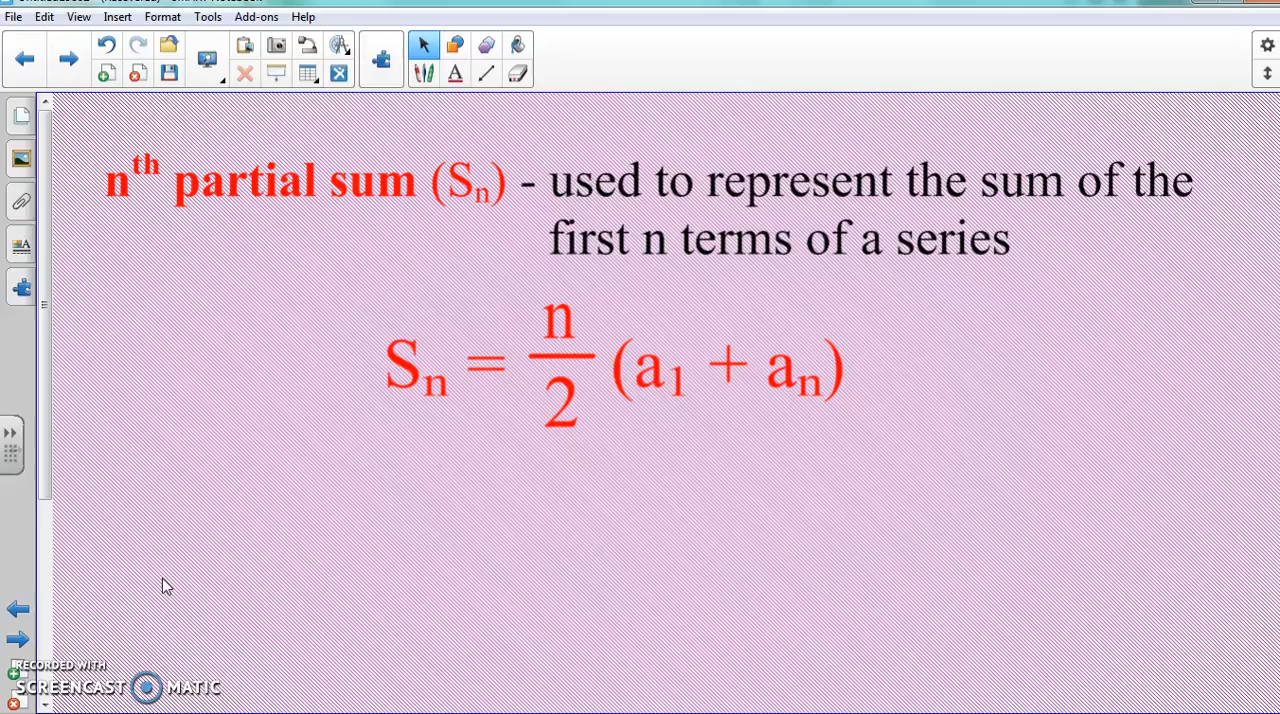 File Edit View Insert Format Tools Add-ons Help
nth partial sum (Sn) - used to represent the sum of the
first n terms of a series
Sn = n/2 (a1 + an)
RECORDED WITH
SCREENCAST MATIC